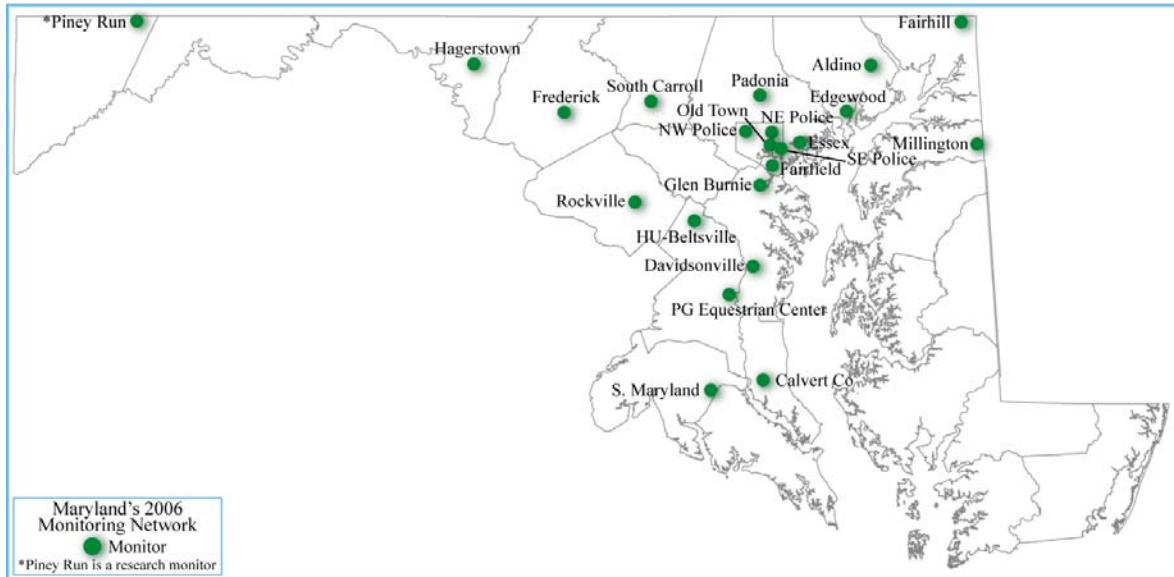 *Piney Run
Fairhill
Hagerstown
Aldino
Padonia
South Carroll
Frederick
Edgewood
Old Town
NE Police
NW Police
Essex
Millington
SE Police
Fairfield
Glen Burnie
Rockville
HU-Beltsville
Davidsonville
PG Equestrian Center
Calvert Co
S. Maryland
Maryland's 2006
Monitoring Network
Monitor
*Piney Run is a research monitor